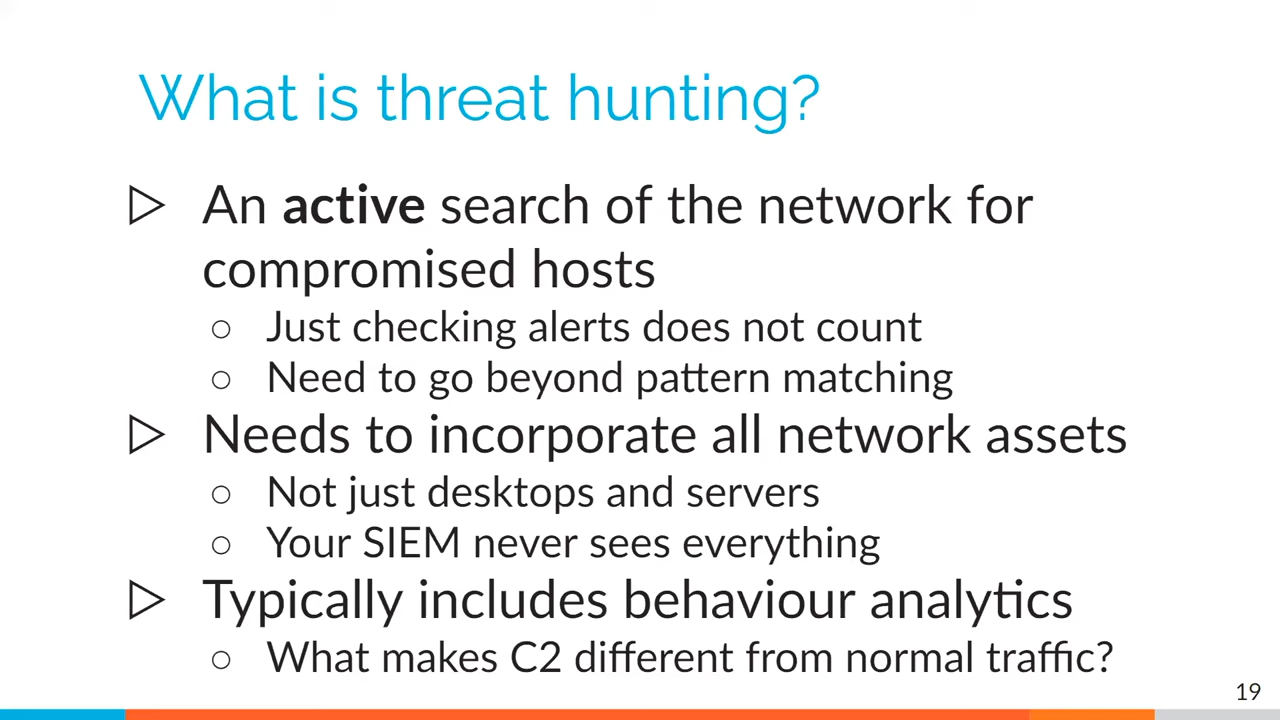 What is threat hunting?
▷ An active search of the network for
compromised hosts
○ Just checking alerts does not count
○ Need to go beyond pattern matching
▷ Needs to incorporate all network assets
○ Not just desktops and servers
○ Your SIEM never sees everything
▷ Typically includes behaviour analytics
○ What makes C2 different from normal traffic?
19